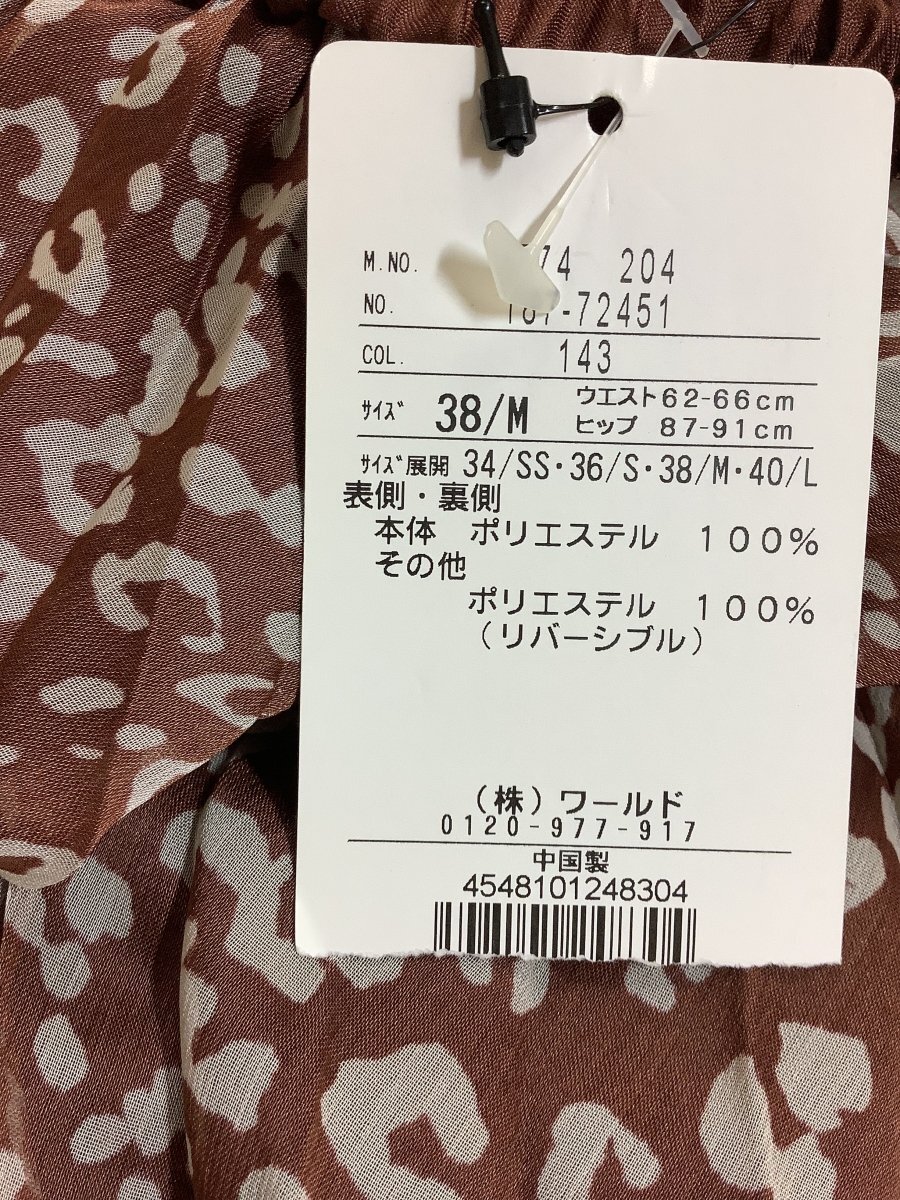 M.NO. 74 204
NO. 167-72451
COL. 143
サイズ 38/M ウエスト62-66cm
ヒップ 87-91cm
サイズ展開 34/SS・36/S・38/M・40/L
表側・裏側
本体 ポリエステル 100%
その他
ポリエステル 100%
(リバーシブル)
(株)ワールド
0120-977-917
中国製
4548101248304